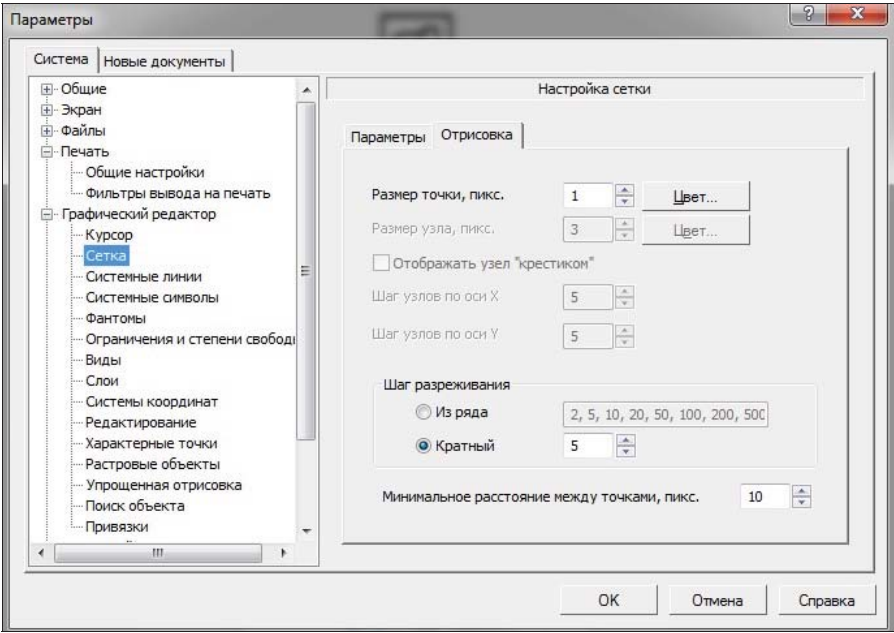 Параметры
Система
Новые документы
Общие
Экран
Файлы
Печать
Общие настройки
Фильтры вывода на печать
Графический редактор
Курсор
Сетка
Системные линии
Системные символы
Фантомы
Ограничения и степени свободы
Виды
Слои
Системы координат
Редактирование
Характерные точки
Растровые объекты
Упрощенная отрисовка
Поиск объекта
Привязки
Настройка сетки
Параметры
Отрисовка
Размер точки, пикс. 1 Цвет...
Размер узла, пикс. 3 Цвет...
Отображать узел "крестиком"
Шаг узлов по оси X 5
Шаг узлов по оси Y 5
Шаг разреживания
Из ряда 2, 5, 10, 20, 50, 100, 200, 500
Кратный 5
Минимальное расстояние между точками, пикс. 10
OK
Отмена
Справка